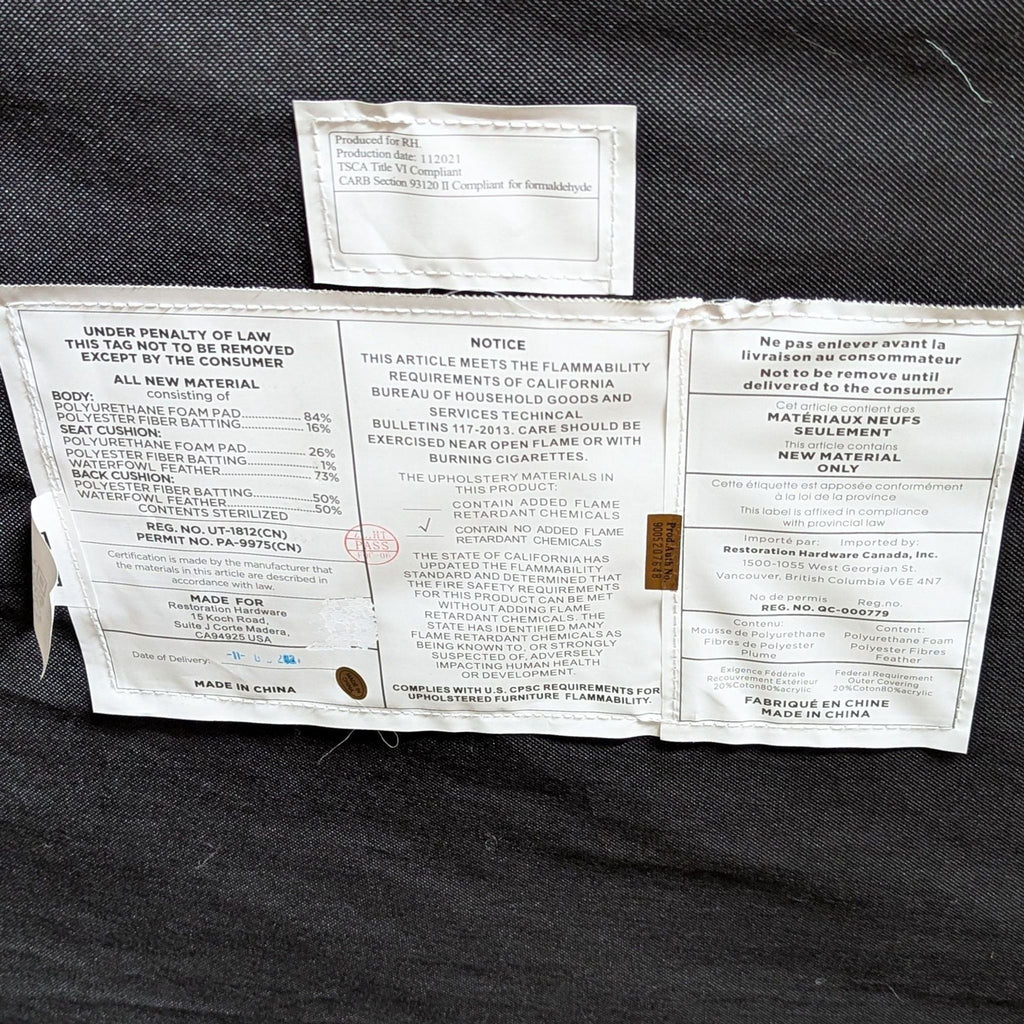 Produced for RH.
Production date: 112021
TSCA Title VI Compliant
CARB Section 93120 II Compliant for formaldehyde
UNDER PENALTY OF LAW
THIS TAG NOT TO BE REMOVED
EXCEPT BY THE CONSUMER
ALL NEW MATERIAL
consisting of
BODY:
POLYURETHANE FOAM PAD 84%
POLYESTER FIBER BATTING 16%
SEAT CUSHION:
POLYURETHANE FOAM PAD 26%
POLYESTER FIBER BATTING 1%
WATERFOWL FEATHER 73%
BACK CUSHION:
POLYESTER FIBER BATTING 50%
WATERFOWL FEATHER 50%
CONTENTS STERILIZED
REG. NO. UT-1812(CN)
PERMIT NO. PA-9975(CN)
Certification is made by the manufacturer that
the materials in this article are described in
accordance with law.
MADE FOR
Restoration Hardware
15 Koch Road,
Suite J Corte Madera,
CA94925 USA
Date of Delivery:
MADE IN CHINA
PASS
NOTICE
THIS ARTICLE MEETS THE FLAMMABILITY
REQUIREMENTS OF CALIFORNIA
BUREAU OF HOUSEHOLD GOODS AND
SERVICES TECHINCAL
BULLETINS 117-2013. CARE SHOULD BE
EXERCISED NEAR OPEN FLAME OR WITH
BURNING CIGARETTES.
THE UPHOLSTERY MATERIALS IN
THIS PRODUCT:
CONTAIN ADDED FLAME
RETARDANT CHEMICALS
√ CONTAIN NO ADDED FLAME
RETARDANT CHEMICALS
THE STATE OF CALIFORNIA HAS
UPDATED THE FLAMMABILITY
STANDARD AND DETERMINED THAT
THE FIRE SAFETY REQUIREMENTS
FOR THIS PRODUCT CAN BE MET
WITHOUT ADDING FLAME
RETARDANT CHEMICALS. THE
STATE HAS IDENTIFIED MANY
FLAME RETARDANT CHEMICALS AS
BEING KNOWN TO, OR STRONGLY
SUSPECTED OF, ADVERSELY
IMPACTING HUMAN HEALTH
OR DEVELOPMENT.
COMPLIES WITH U.S. CPSC REQUIREMENTS FOR
UPHOLSTERED FURNITURE FLAMMABILITY.
Prod.Auth No.
9005207648
Ne pas enlever avant la
livraison au consommateur
Not to be remove until
delivered to the consumer
Cet article contient des
MATÉRIAUX NEUFS
SEULEMENT
This article contains
NEW MATERIAL
ONLY
Cette étiquette est apposée conformément
à la loi de la province
This label is affixed in compliance
with provincial law
Importé par: Imported by:
Restoration Hardware Canada, Inc.
1500-1055 West Georgian St.
Vancouver, British Columbia V6E 4N7
No de permis Reg.no.
REG. NO. QC-000779
Contenu: Content:
Mousse de Polyurethane Polyurethane Foam
Fibres de Polyester Polyester Fibres
Plume Feather
Exigence Fédérale Federal Requirement
Recouvrement Extérieur Outer Covering
20%Coton80%acrylic 20%Coton80%acrylic
FABRIQUÉ EN CHINE
MADE IN CHINA